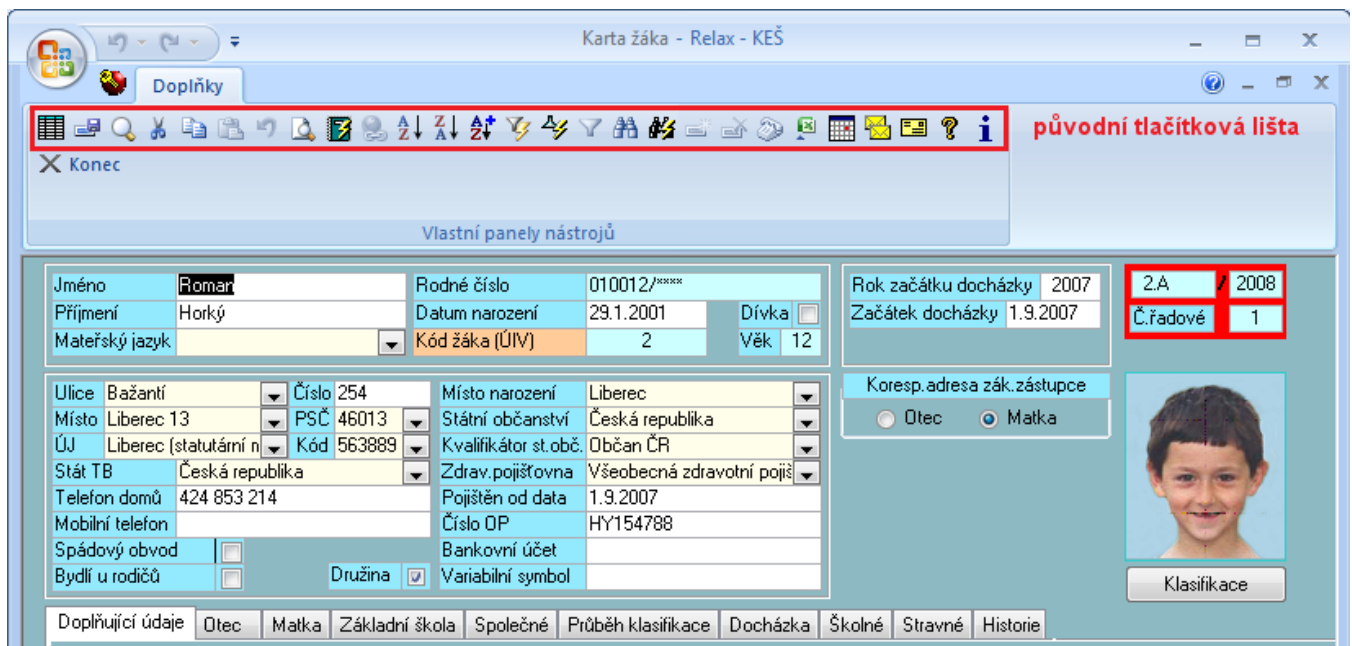 Karta žáka - Relax - KEŠ
Doplňky
původní tlačítková lišta
Konec
Vlastní panely nástrojů
Jméno Roman Rodné číslo 010012/**** Rok začátku docházky 2007 2.A / 2008
Příjmení Horký Datum narození 29.1.2001 Dívka Začátek docházky 1.9.2007 Č.řadové 1
Mateřský jazyk Kód žáka (ÚIV) 2 Věk 12
Ulice Bažantí Číslo 254 Místo narození Liberec Koresp.adresa zák.zástupce
Místo Liberec 13 PSČ 46013 Státní občanství Česká republika Otec Matka
ÚJ Liberec (statutární n Kód 563889 Kvalifikátor st.obč. Občan ČR
Stát TB Česká republika Zdrav.pojišťovna Všeobecná zdravotní pojiš
Telefon domů 424 853 214 Pojištěn od data 1.9.2007
Mobilní telefon Číslo OP HY154788
Spádový obvod Bankovní účet
Bydlí u rodičů Družina Variabilní symbol Klasifikace
Doplňující údaje Otec Matka Základní škola Společné Průběh klasifikace Docházka Školné Stravné Historie